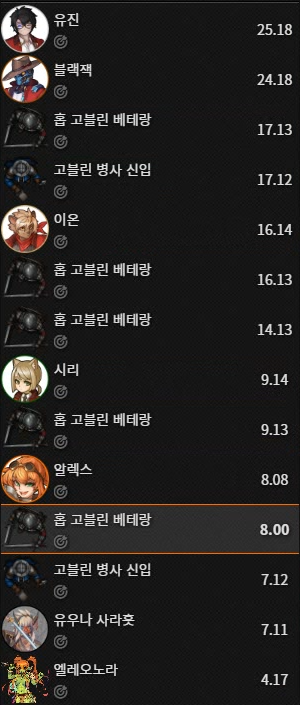 유진
25.18
블랙잭
24.18
홉 고블린 베테랑
17.13
고블린 병사 신입
17.12
이온
16.14
홉 고블린 베테랑
16.13
홉 고블린 베테랑
14.13
시리
9.14
홉 고블린 베테랑
9.13
알렉스
8.08
홉 고블린 베테랑
8.00
고블린 병사 신입
7.12
유우나 사라홋
7.11
엘레오노라
4.17